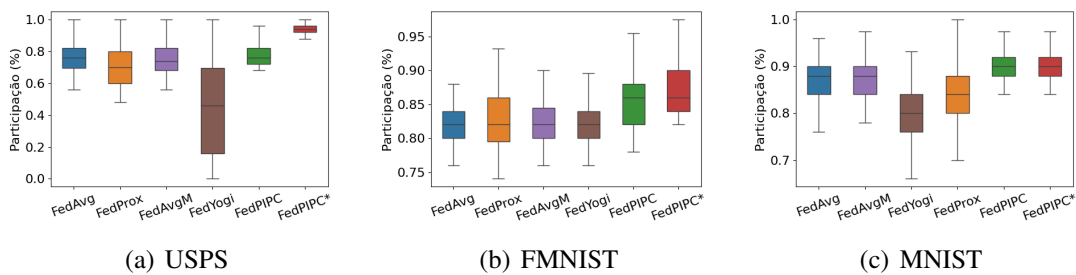 Participação (%)
1.0
0.8
0.6
0.4
0.2
0.0
FedAvg FedProx FedAvgM FedYogi FedPIPC FedPIPC*
(a) USPS
Participação (%)
0.95
0.90
0.85
0.80
0.75
FedAvg FedProx FedAvgM FedYogi FedPIPC FedPIPC*
(b) FMNIST
Participação (%)
1.0
0.9
0.8
0.7
FedAvg FedAvgM FedYogi FedProx FedPIPC FedPIPC*
(c) MNIST